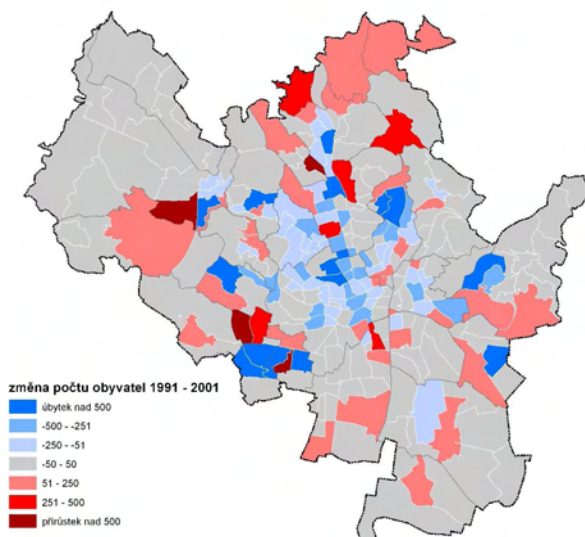 změna počtu obyvatel 1991 - 2001
úbytek nad 500
-500 - -251
-250 - -51
-50 - 50
51 - 250
251 - 500
přírůstek nad 500